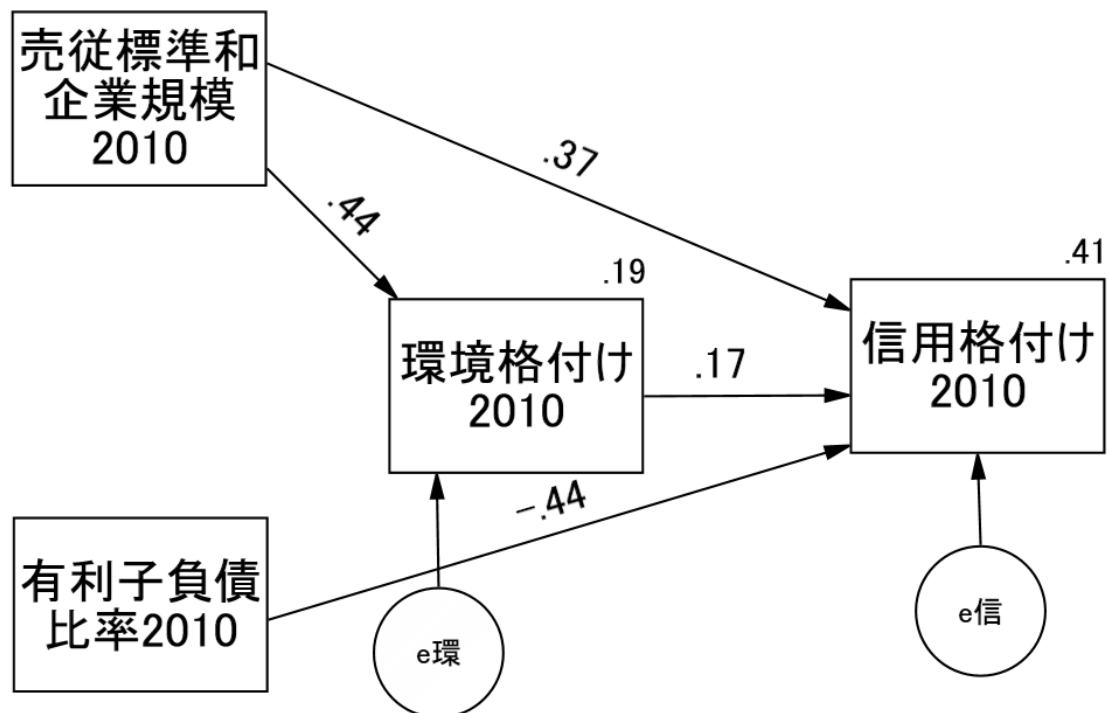 売従標準和
企業規模
2010
.37
.44
.19
.41
環境格付け
2010
.17
信用格付け
2010
-.44
有利子負債
比率2010
e環
e信